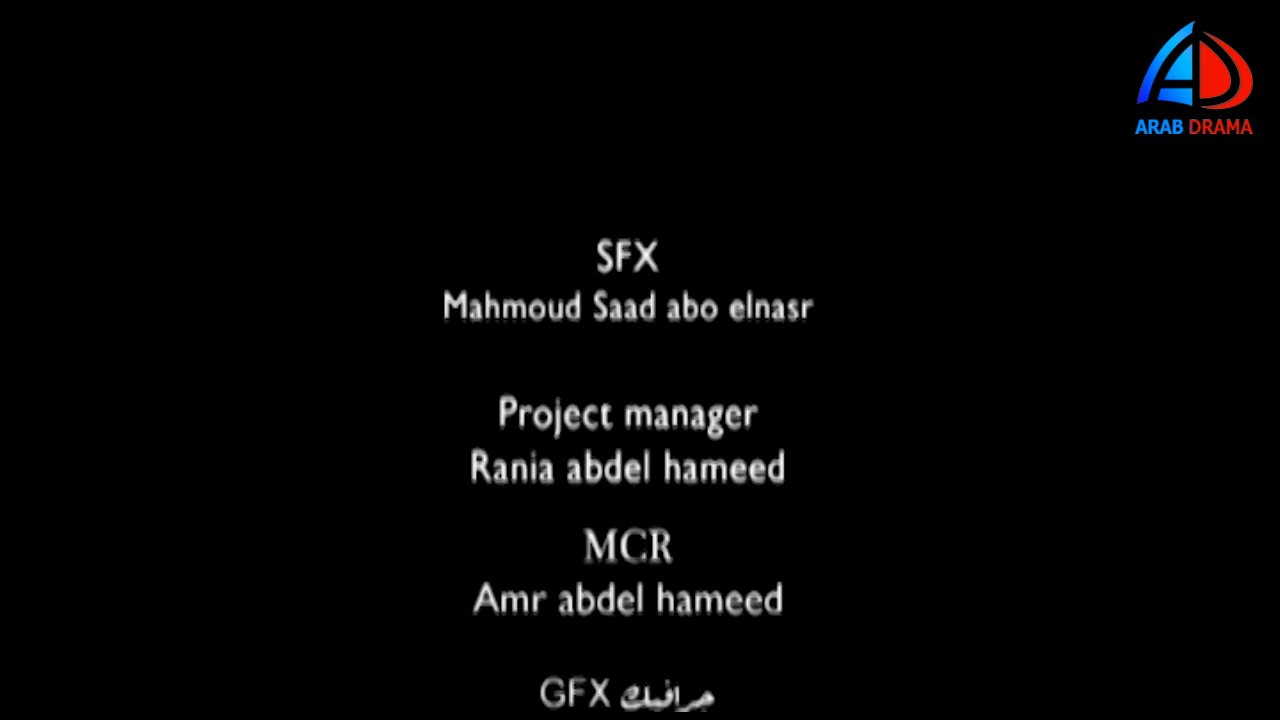 ARAB DRAMA
SFX
Mahmoud Saad abo elnasr
Project manager
Rania abdel hameed
MCR
Amr abdel hameed
GFX جرافيك